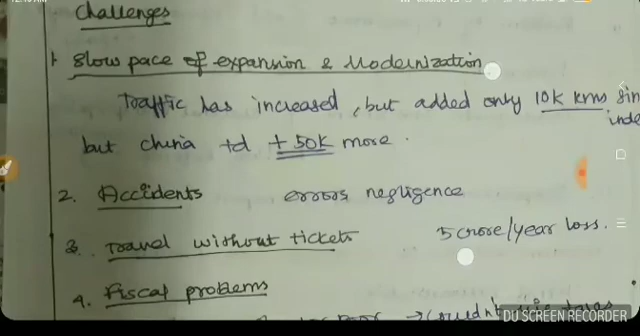 Challenges
1. Slow pace of expansion & Modernization
Traffic has increased, but added only 10k kms sin
inde
but china td +50k more.
2. Accidents errors negligence
3. Travel without tickets 5 crore/year loss.
4. Fiscal problems
DU SCREEN RECORDER